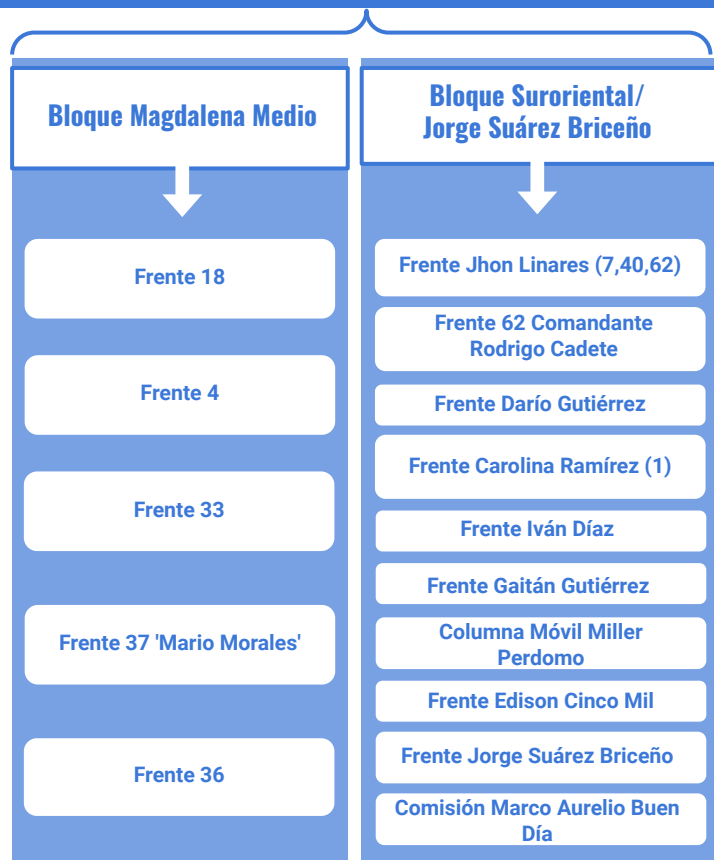 Bloque Magdalena Medio
Frente 18
Frente 4
Frente 33
Frente 37 'Mario Morales'
Frente 36
Bloque Suroriental/
Jorge Suárez Briceño
Frente Jhon Linares (7,40,62)
Frente 62 Comandante
Rodrigo Cadete
Frente Darío Gutiérrez
Frente Carolina Ramírez (1)
Frente Iván Díaz
Frente Gaitán Gutiérrez
Columna Móvil Miller
Perdomo
Frente Edison Cinco Mil
Frente Jorge Suárez Briceño
Comisión Marco Aurelio Buen
Día